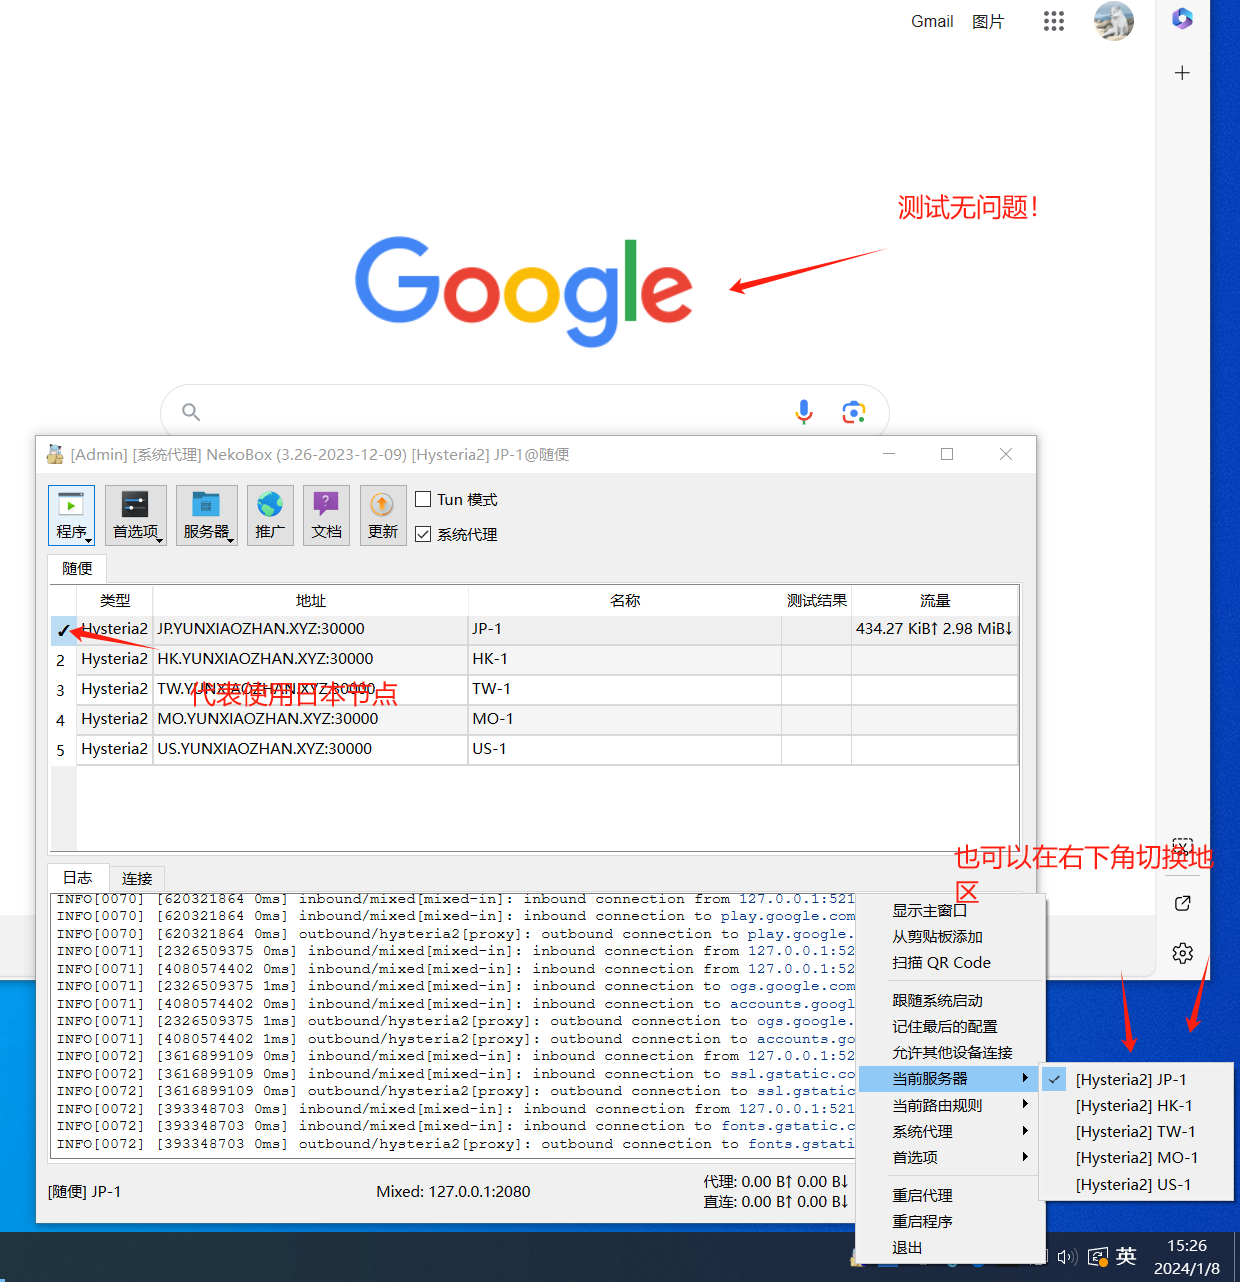 Gmail 图片
测试无问题！
Google
[Admin] [系统代理] NekoBox (3.26-2023-12-09) [Hysteria2] JP-1@随便
程序 首选项 服务器 推广 文档 更新
Tun 模式
系统代理
随便
类型 地址 名称 测试结果 流量
✓ Hysteria2 JP.YUNXIAOZHAN.XYZ:30000 JP-1 434.27 KiB↑ 2.98 MiB↓
2 Hysteria2 HK.YUNXIAOZHAN.XYZ:30000 HK-1
3 Hysteria2 TW.YUNXIAOZHAN.XYZ:30000 TW-1
代表使用日本节点
4 Hysteria2 MO.YUNXIAOZHAN.XYZ:30000 MO-1
5 Hysteria2 US.YUNXIAOZHAN.XYZ:30000 US-1
也可以在右下角切换地
区
日志 连接
INFO[0070] [620321864 0ms] inbound/mixed[mixed-in]: inbound connection from 127.0.0.1:521
INFO[0070] [620321864 0ms] inbound/mixed[mixed-in]: inbound connection to play.google.com
INFO[0070] [620321864 0ms] outbound/hysteria2[proxy]: outbound connection to play.google.
INFO[0071] [2326509375 0ms] inbound/mixed[mixed-in]: inbound connection from 127.0.0.1:52
INFO[0071] [4080574402 0ms] inbound/mixed[mixed-in]: inbound connection from 127.0.0.1:52
INFO[0071] [2326509375 1ms] inbound/mixed[mixed-in]: inbound connection to ogs.google.com
INFO[0071] [4080574402 0ms] inbound/mixed[mixed-in]: inbound connection to accounts.googl
INFO[0071] [2326509375 1ms] outbound/hysteria2[proxy]: outbound connection to ogs.google.
INFO[0071] [4080574402 1ms] outbound/hysteria2[proxy]: outbound connection to accounts.go
INFO[0072] [3616899109 0ms] inbound/mixed[mixed-in]: inbound connection from 127.0.0.1:52
INFO[0072] [3616899109 0ms] inbound/mixed[mixed-in]: inbound connection to ssl.gstatic.co
INFO[0072] [3616899109 0ms] outbound/hysteria2[proxy]: outbound connection to ssl.gstatic
INFO[0072] [393348703 0ms] inbound/mixed[mixed-in]: inbound connection from 127.0.0.1:521
INFO[0072] [393348703 0ms] inbound/mixed[mixed-in]: inbound connection to fonts.gstatic.c
INFO[0072] [393348703 0ms] outbound/hysteria2[proxy]: outbound connection to fonts.gstati
显示主窗口
从剪贴板添加
扫描 QR Code
跟随系统启动
记住最后的配置
允许其他设备连接
当前服务器
当前路由规则
系统代理
首选项
重启代理
重启程序
退出
[Hysteria2] JP-1
[Hysteria2] HK-1
[Hysteria2] TW-1
[Hysteria2] MO-1
[Hysteria2] US-1
[随便] JP-1
Mixed: 127.0.0.1:2080
代理: 0.00 B↑ 0.00 B↓
直连: 0.00 B↑ 0.00 B↓
英
15:26
2024/1/8